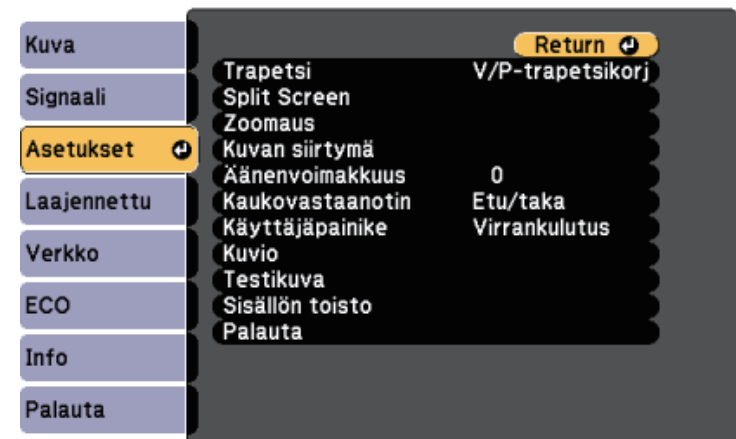 Kuva
Signaali
Asetukset
Laajennettu
Verkko
ECO
Info
Palauta
Return
Trapetsi V/P-trapetsikorj
Split Screen
Zoomaus
Kuvan siirtymä
Äänenvoimakkuus 0
Kaukovastaanotin Etu/taka
Käyttäjäpainike Virrankulutus
Kuvio
Testikuva
Sisällön toisto
Palauta